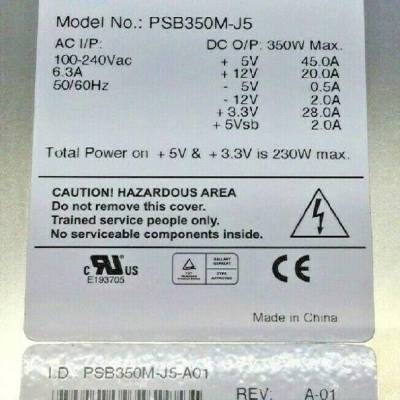 Model No.: PSB350M-J5
AC I/P: DC O/P: 350W Max.
100-240Vac + 5V 45.0A
6.3A + 12V 20.0A
50/60Hz - 5V 0.5A
- 12V 2.0A
+ 3.3V 28.0A
+ 5Vsb 2.0A
Total Power on + 5V & + 3.3V is 230W max.
CAUTION! HAZARDOUS AREA
Do not remove this cover.
Trained service people only.
No serviceable components inside.
c RU US
E193705
TYPE
APPROVED
CE
Made in China
I.D. PSB350M-J5-A01
REV: A-01